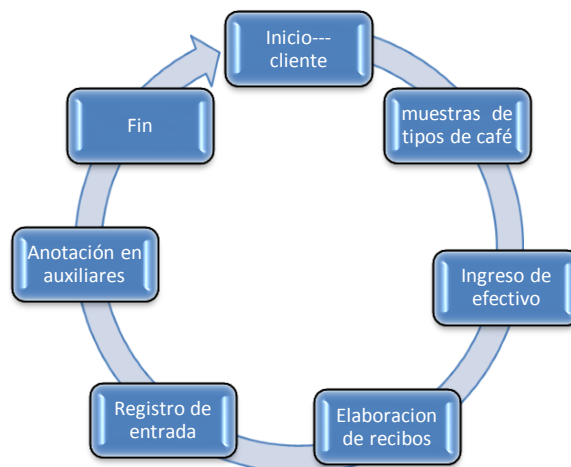 Inicio---
cliente
muestras de
tipos de café
Ingreso de
efectivo
Elaboracion
de recibos
Registro de
entrada
Anotación en
auxiliares
Fin